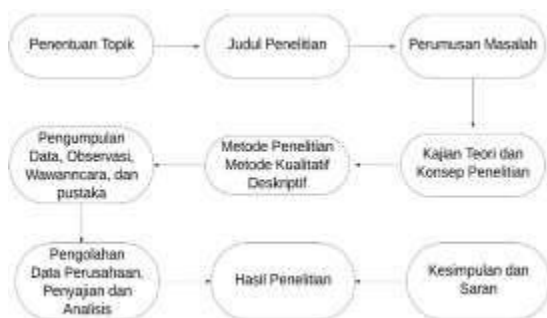 Penentuan Topik
Judul Penelitian
Perumusan Masalah
Pengumpulan
Data, Observasi,
Wawanncara, dan
pustaka
Metode Penelitian
Metode Kualitatif
Deskriptif
Kajian Teori dan
Konsep Penelitian
Pengolahan
Data Perusahaan,
Penyajian dan
Analisis
Hasil Penelitian
Kesimpulan dan
Saran